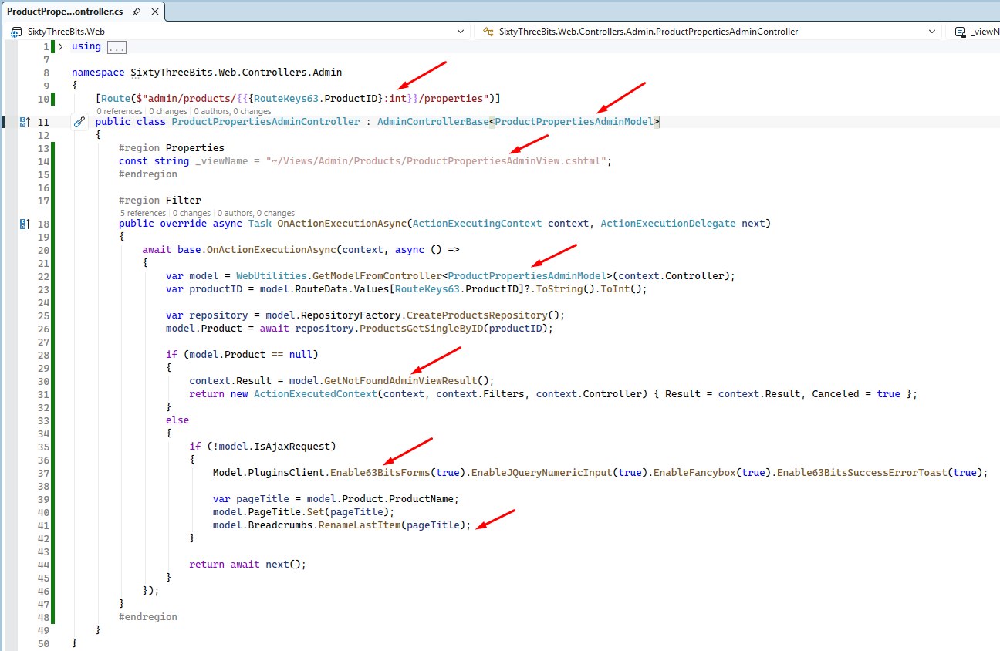 ProductPrope...ontroller.cs
SixtyThreeBits.Web
SixtyThreeBits.Web.Controllers.Admin.ProductPropertiesAdminController
_viewN
1 using ...
7
8 namespace SixtyThreeBits.Web.Controllers.Admin
9 {
10 [Route($"admin/products/{{{RouteKeys63.ProductID}:int}}/properties")]
0 references | 0 changes | 0 authors, 0 changes
11 public class ProductPropertiesAdminController : AdminControllerBase<ProductPropertiesAdminModel>
12 {
13 #region Properties
14 const string _viewName = "~/Views/Admin/Products/ProductPropertiesAdminView.cshtml";
15 #endregion
16
17 #region Filter
5 references | 0 changes | 0 authors, 0 changes
18 public override async Task OnActionExecutionAsync(ActionExecutingContext context, ActionExecutionDelegate next)
19 {
20 await base.OnActionExecutionAsync(context, async () =>
21 {
22 var model = WebUtilities.GetModelFromController<ProductPropertiesAdminModel>(context.Controller);
23 var productID = model.RouteData.Values[RouteKeys63.ProductID]?.ToString().ToInt();
24
25 var repository = model.RepositoryFactory.CreateProductsRepository();
26 model.Product = await repository.ProductsGetSingleByID(productID);
27
28 if (model.Product == null)
29 {
30 context.Result = model.GetNotFoundAdminViewResult();
31 return new ActionExecutedContext(context, context.Filters, context.Controller) { Result = context.Result, Canceled = true };
32 }
33 else
34 {
35 if (!model.IsAjaxRequest)
36 {
37 Model.PluginsClient.Enable63BitsForms(true).EnableJQueryNumericInput(true).EnableFancybox(true).Enable63BitsSuccessErrorToast(true);
38
39 var pageTitle = model.Product.ProductName;
40 model.PageTitle.Set(pageTitle);
41 model.Breadcrumbs.RenameLastItem(pageTitle);
42 }
43
44 return await next();
45 }
46 });
47 }
48 #endregion
49 }
50 }